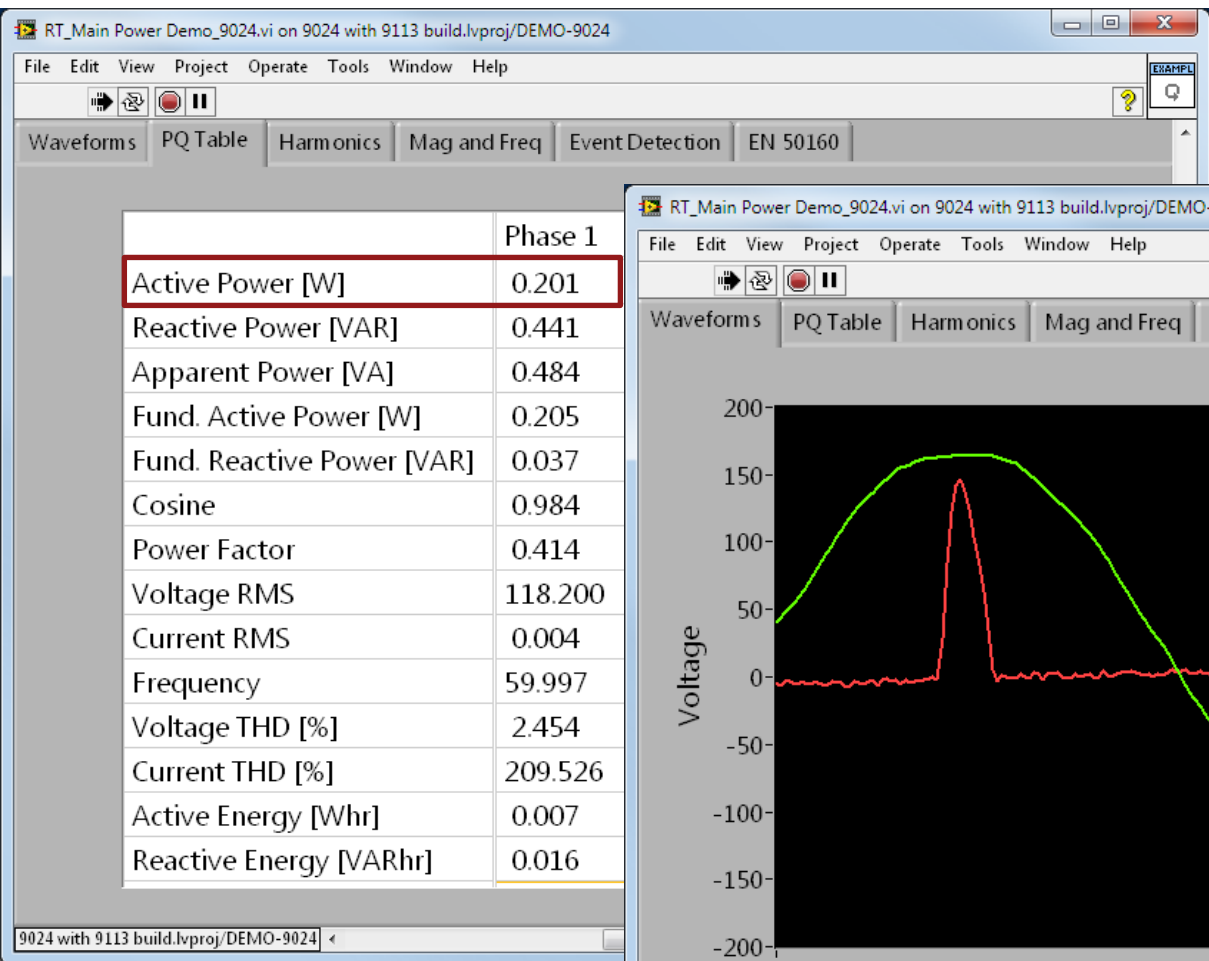 RT_Main Power Demo_9024.vi on 9024 with 9113 build.lvproj/DEMO-9024
File Edit View Project Operate Tools Window Help
EXAMPL
Waveforms PQ Table Harmonics Mag and Freq Event Detection EN 50160
Phase 1
Active Power [W] 0.201
Reactive Power [VAR] 0.441
Apparent Power [VA] 0.484
Fund. Active Power [W] 0.205
Fund. Reactive Power [VAR] 0.037
Cosine 0.984
Power Factor 0.414
Voltage RMS 118.200
Current RMS 0.004
Frequency 59.997
Voltage THD [%] 2.454
Current THD [%] 209.526
Active Energy [Whr] 0.007
Reactive Energy [VARhr] 0.016
9024 with 9113 build.lvproj/DEMO-9024
RT_Main Power Demo_9024.vi on 9024 with 9113 build.lvproj/DEMO-
File Edit View Project Operate Tools Window Help
Waveforms PQ Table Harmonics Mag and Freq
Voltage
200
150
100
50
0
-50
-100
-150
-200